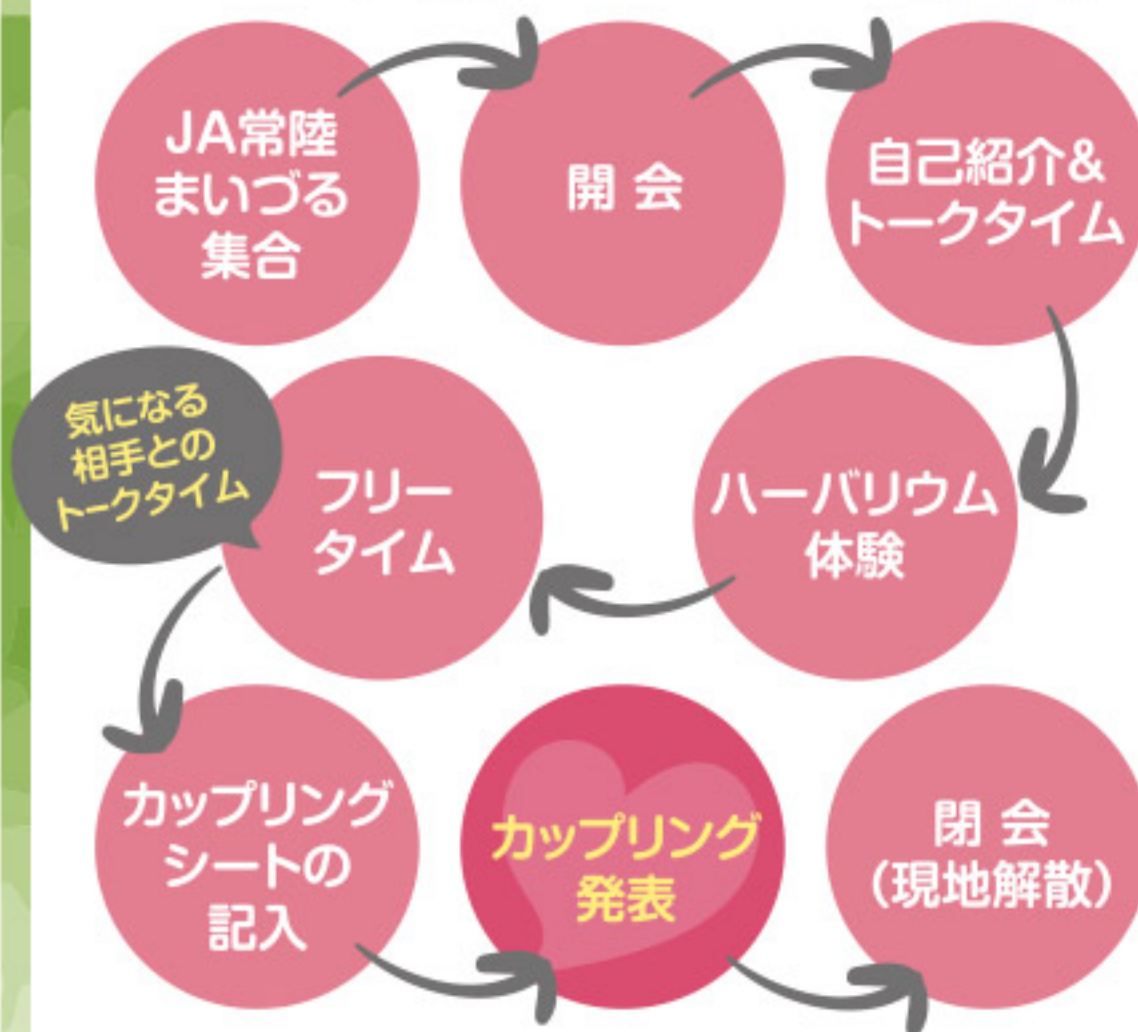 JA常陸
まいづる
集合
開 会
自己紹介&
トークタイム
ハーバリウム
体験
フリー
タイム
気になる
相手との
トークタイム
カップリング
シートの
記入
カップリング
発表
閉 会
(現地解散)